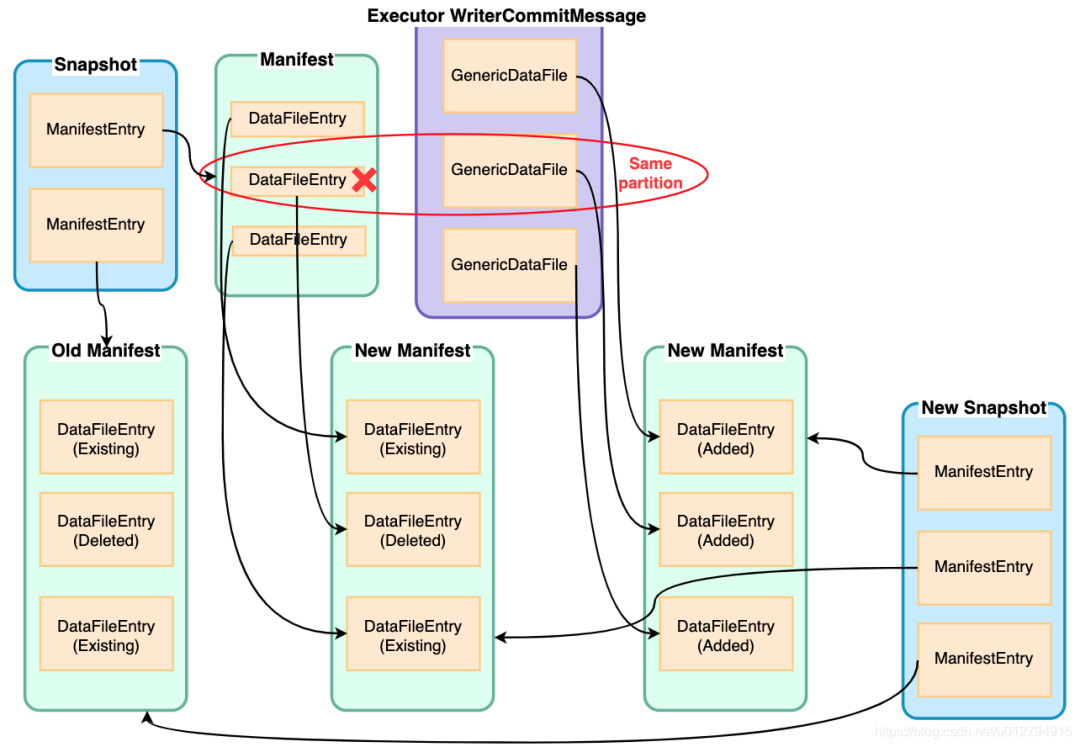 Executor WriterCommitMessage
Snapshot
ManifestEntry
ManifestEntry
Manifest
DataFileEntry
DataFileEntry
DataFileEntry
GenericDataFile
GenericDataFile
GenericDataFile
Same
partition
Old Manifest
DataFileEntry
(Existing)
DataFileEntry
(Deleted)
DataFileEntry
(Existing)
New Manifest
DataFileEntry
(Existing)
DataFileEntry
(Deleted)
DataFileEntry
(Existing)
New Manifest
DataFileEntry
(Added)
DataFileEntry
(Added)
DataFileEntry
(Added)
New Snapshot
ManifestEntry
ManifestEntry
ManifestEntry
https://blog.csdn.net/u012794915